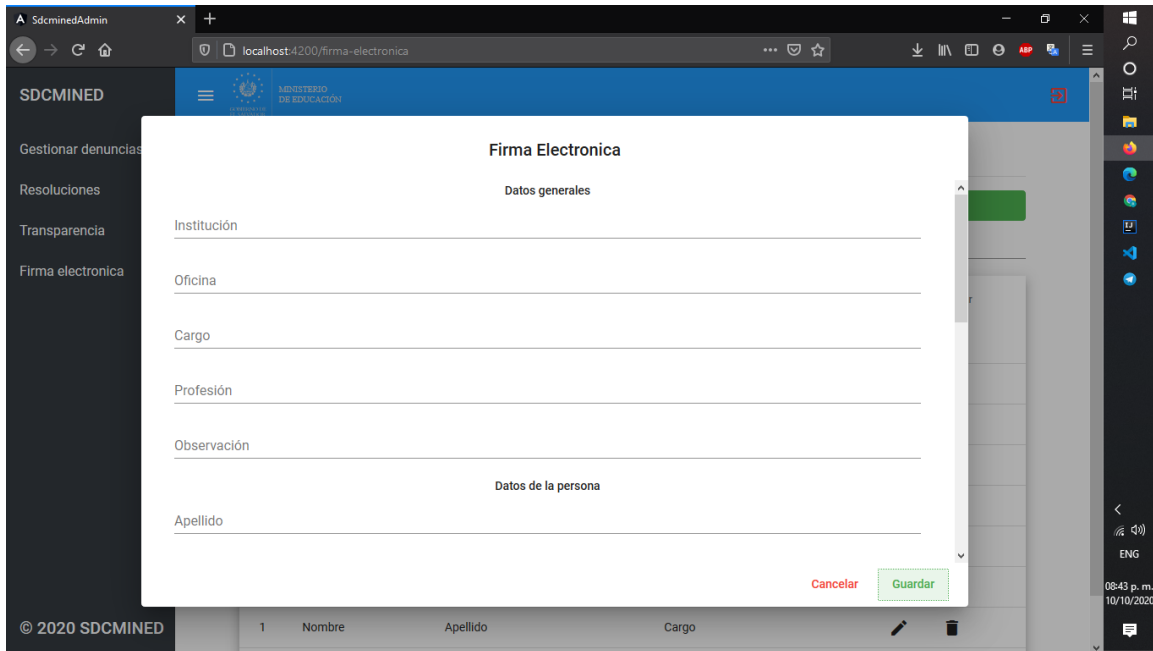 SdcminedAdmin
localhost:4200/firma-electronica
ABP
SDCMINED
MINISTERIO
DE EDUCACIÓN
Gestionar denuncias
Resoluciones
Transparencia
Firma electronica
Firma Electronica
Datos generales
Institución
Oficina
Cargo
Profesión
Observación
Datos de la persona
Apellido
Cancelar
Guardar
1 Nombre Apellido Cargo
© 2020 SDCMINED
ENG
08:43 p. m.
10/10/2020